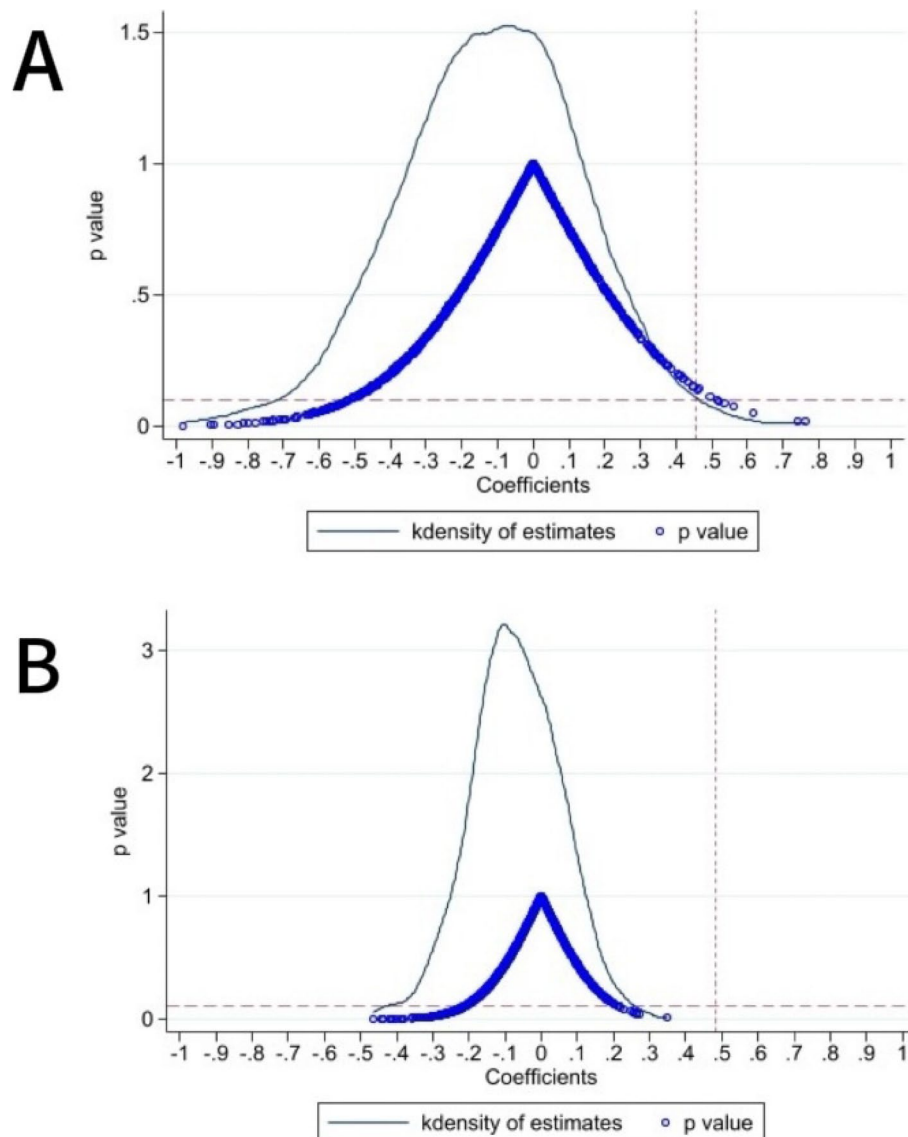 A
1.5
1
.5
0
p value
-1 -.9 -.8 -.7 -.6 -.5 -.4 -.3 -.2 -.1 0 .1 .2 .3 .4 .5 .6 .7 .8 .9 1
Coefficients
kdensity of estimates p value
B
3
2
1
0
p value
-1 -.9 -.8 -.7 -.6 -.5 -.4 -.3 -.2 -.1 0 .1 .2 .3 .4 .5 .6 .7 .8 .9 1
Coefficients
kdensity of estimates p value